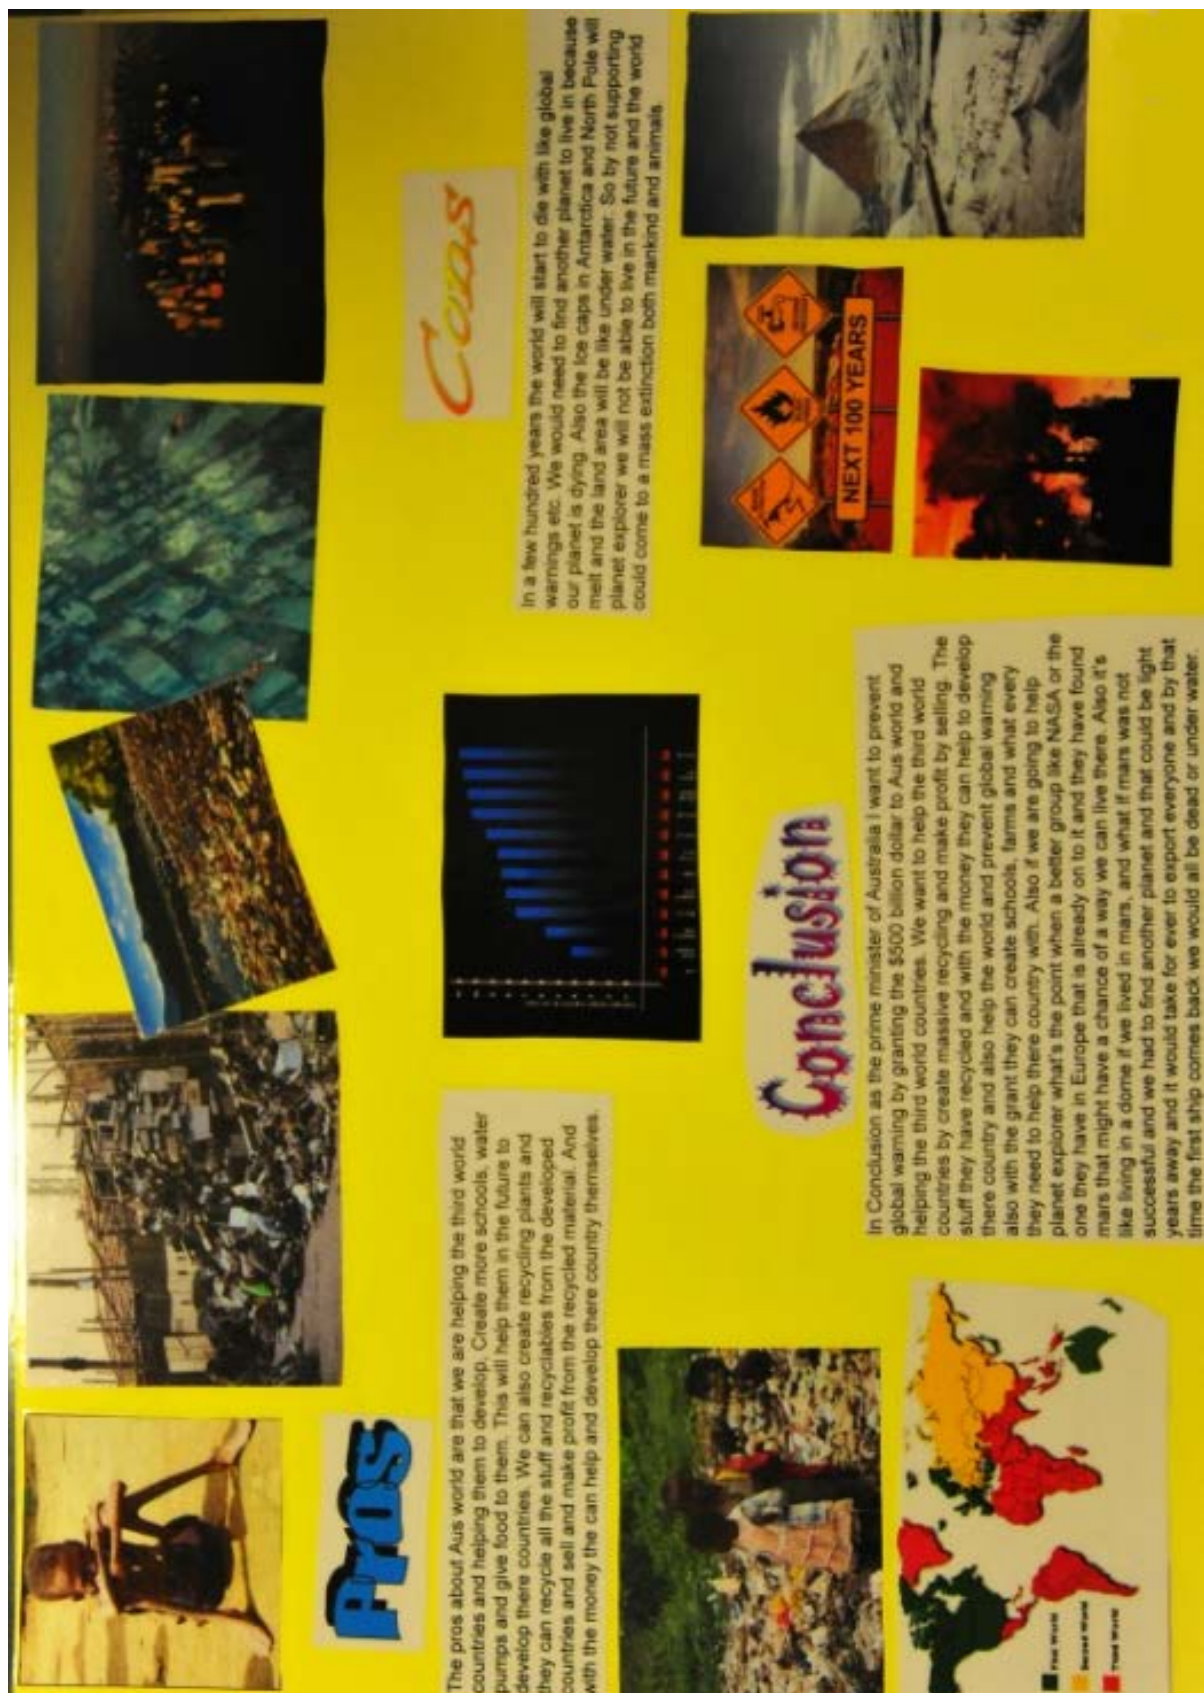 Pros
The pros about Aus world are that we are helping the third world
countries and helping them to develop. Create more schools, water
pumps and give food to them. This will help them in the future to
develop there countries. We can also create recycling plants and
they can recycle all the stuff and recyclables from the developed
countries and sell and make profit from the recycled material. And
with the money the can help and develop there country themselves.
First World
Second World
Third World
Cons
In a few hundred years the world will start to die with like global
warnings etc. We would need to find another planet to live in because
our planet is dying. Also the Ice caps in Antarctica and North Pole will
melt and the land area will be like under water. So by not supporting
planet explorer we will not be able to live in the future and the world
could come to a mass extinction both mankind and animals.
NEXT 100 YEARS
Conclusion
In Conclusion as the prime minister of Australia I want to prevent
global warning by granting the $500 billion dollar to Aus world and
helping the third world countries. We want to help the third world
countries by create massive recycling and make profit by selling. The
stuff they have recycled and with the money they can help to develop
there country and also help the world and prevent global warning
also with the grant they can create schools, farms and what every
they need to help there country with. Also if we are going to help
planet explorer what's the point when a better group like NASA or the
one they have in Europe that is already on to it and they have found
mars that might have a chance of a way we can live there. Also it's
like living in a dome if we lived in mars, and what if mars was not
successful and we had to find another planet and that could be light
years away and it would take for ever to export everyone and by that
time the first ship comes back we would all be dead or under water.